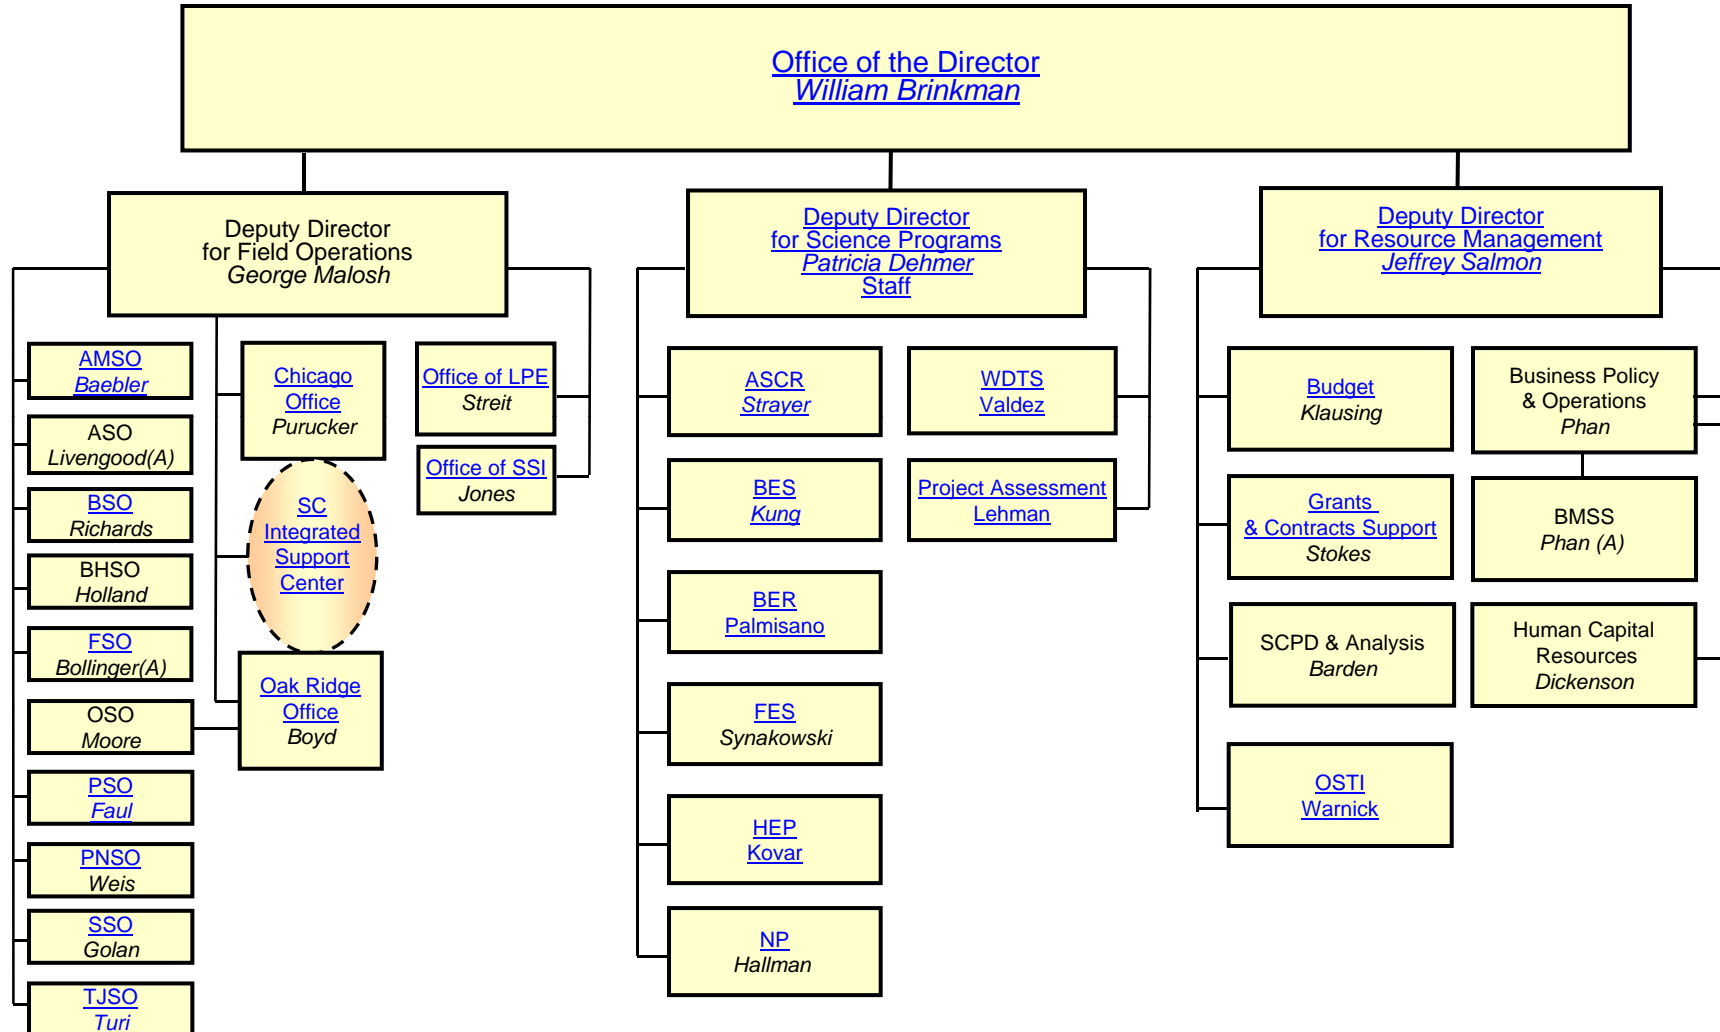 Office of the Director
William Brinkman
Deputy Director
for Field Operations
George Malosh
Deputy Director
for Science Programs
Patricia Dehmer
Staff
Deputy Director
for Resource Management
Jeffrey Salmon
AMSO
Baebler
ASO
Livengood(A)
BSO
Richards
BHSO
Holland
FSO
Bollinger(A)
OSO
Moore
PSO
Faul
PNSO
Weis
SSO
Golan
TJSO
Turi
Chicago
Office
Purucker
SC
Integrated
Support
Center
Oak Ridge
Office
Boyd
Office of LPE
Streit
Office of SSI
Jones
ASCR
Strayer
BES
Kung
BER
Palmisano
FES
Synakowski
HEP
Kovar
NP
Hallman
WDTS
Valdez
Project Assessment
Lehman
Budget
Klausing
Grants
& Contracts Support
Stokes
SCPD & Analysis
Barden
OSTI
Warnick
Business Policy
& Operations
Phan
BMSS
Phan (A)
Human Capital
Resources
Dickenson